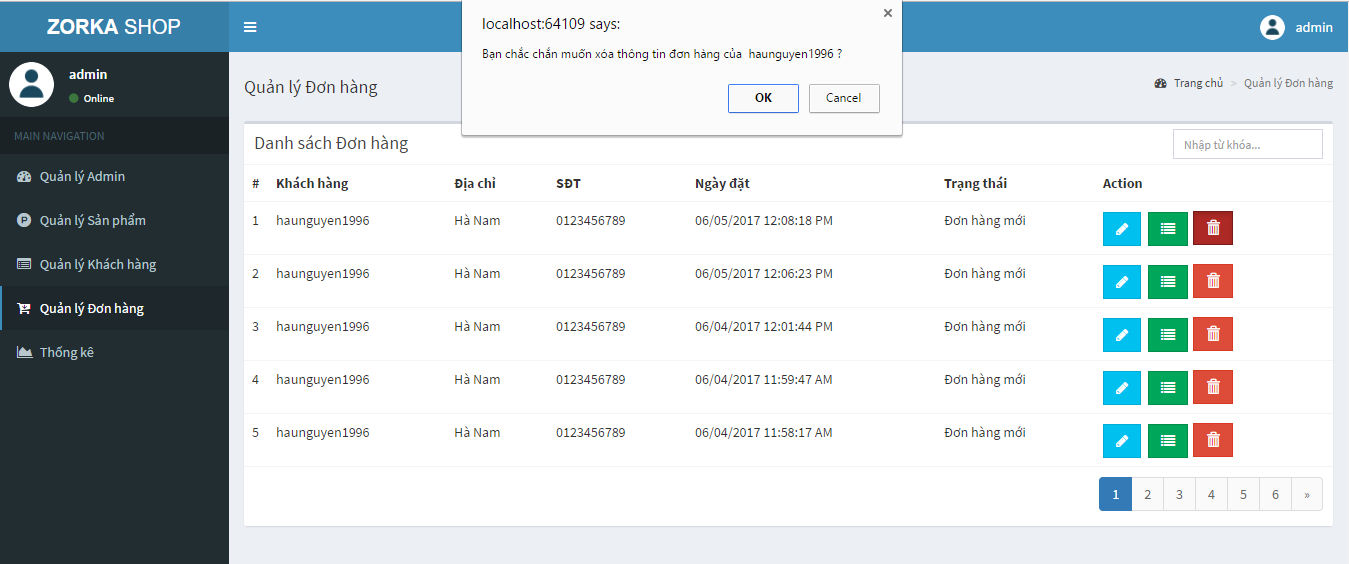 ZORKA SHOP
localhost:64109 says:
Bạn chắc chắn muốn xóa thông tin đơn hàng của haunguyen1996 ?
OK Cancel
admin
admin
Online
MAIN NAVIGATION
Quản lý Admin
Quản lý Sản phẩm
Quản lý Khách hàng
Quản lý Đơn hàng
Thống kê
Quản lý Đơn hàng
Trang chủ > Quản lý Đơn hàng
Danh sách Đơn hàng
Nhập từ khóa...
# Khách hàng Địa chỉ SĐT Ngày đặt Trạng thái Action
1 haunguyen1996 Hà Nam 0123456789 06/05/2017 12:08:18 PM Đơn hàng mới
2 haunguyen1996 Hà Nam 0123456789 06/05/2017 12:06:23 PM Đơn hàng mới
3 haunguyen1996 Hà Nam 0123456789 06/04/2017 12:01:44 PM Đơn hàng mới
4 haunguyen1996 Hà Nam 0123456789 06/04/2017 11:59:47 AM Đơn hàng mới
5 haunguyen1996 Hà Nam 0123456789 06/04/2017 11:58:17 AM Đơn hàng mới
1 2 3 4 5 6 »